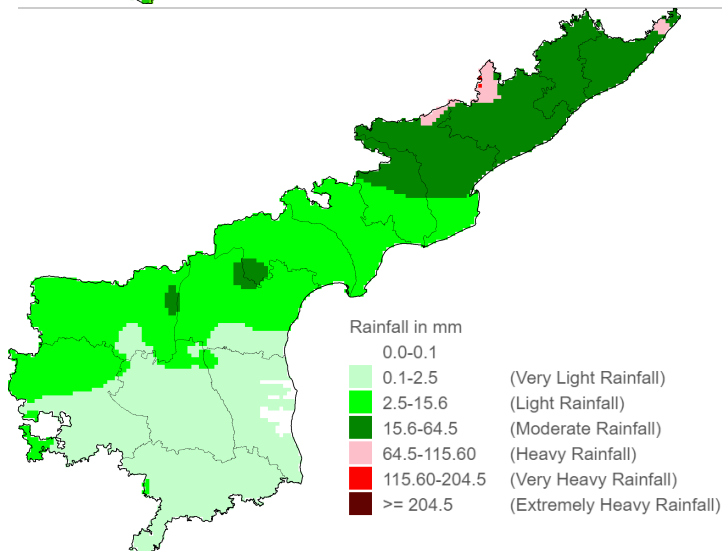 Rainfall in mm
0.0-0.1
0.1-2.5 (Very Light Rainfall)
2.5-15.6 (Light Rainfall)
15.6-64.5 (Moderate Rainfall)
64.5-115.60 (Heavy Rainfall)
115.60-204.5 (Very Heavy Rainfall)
>= 204.5 (Extremely Heavy Rainfall)